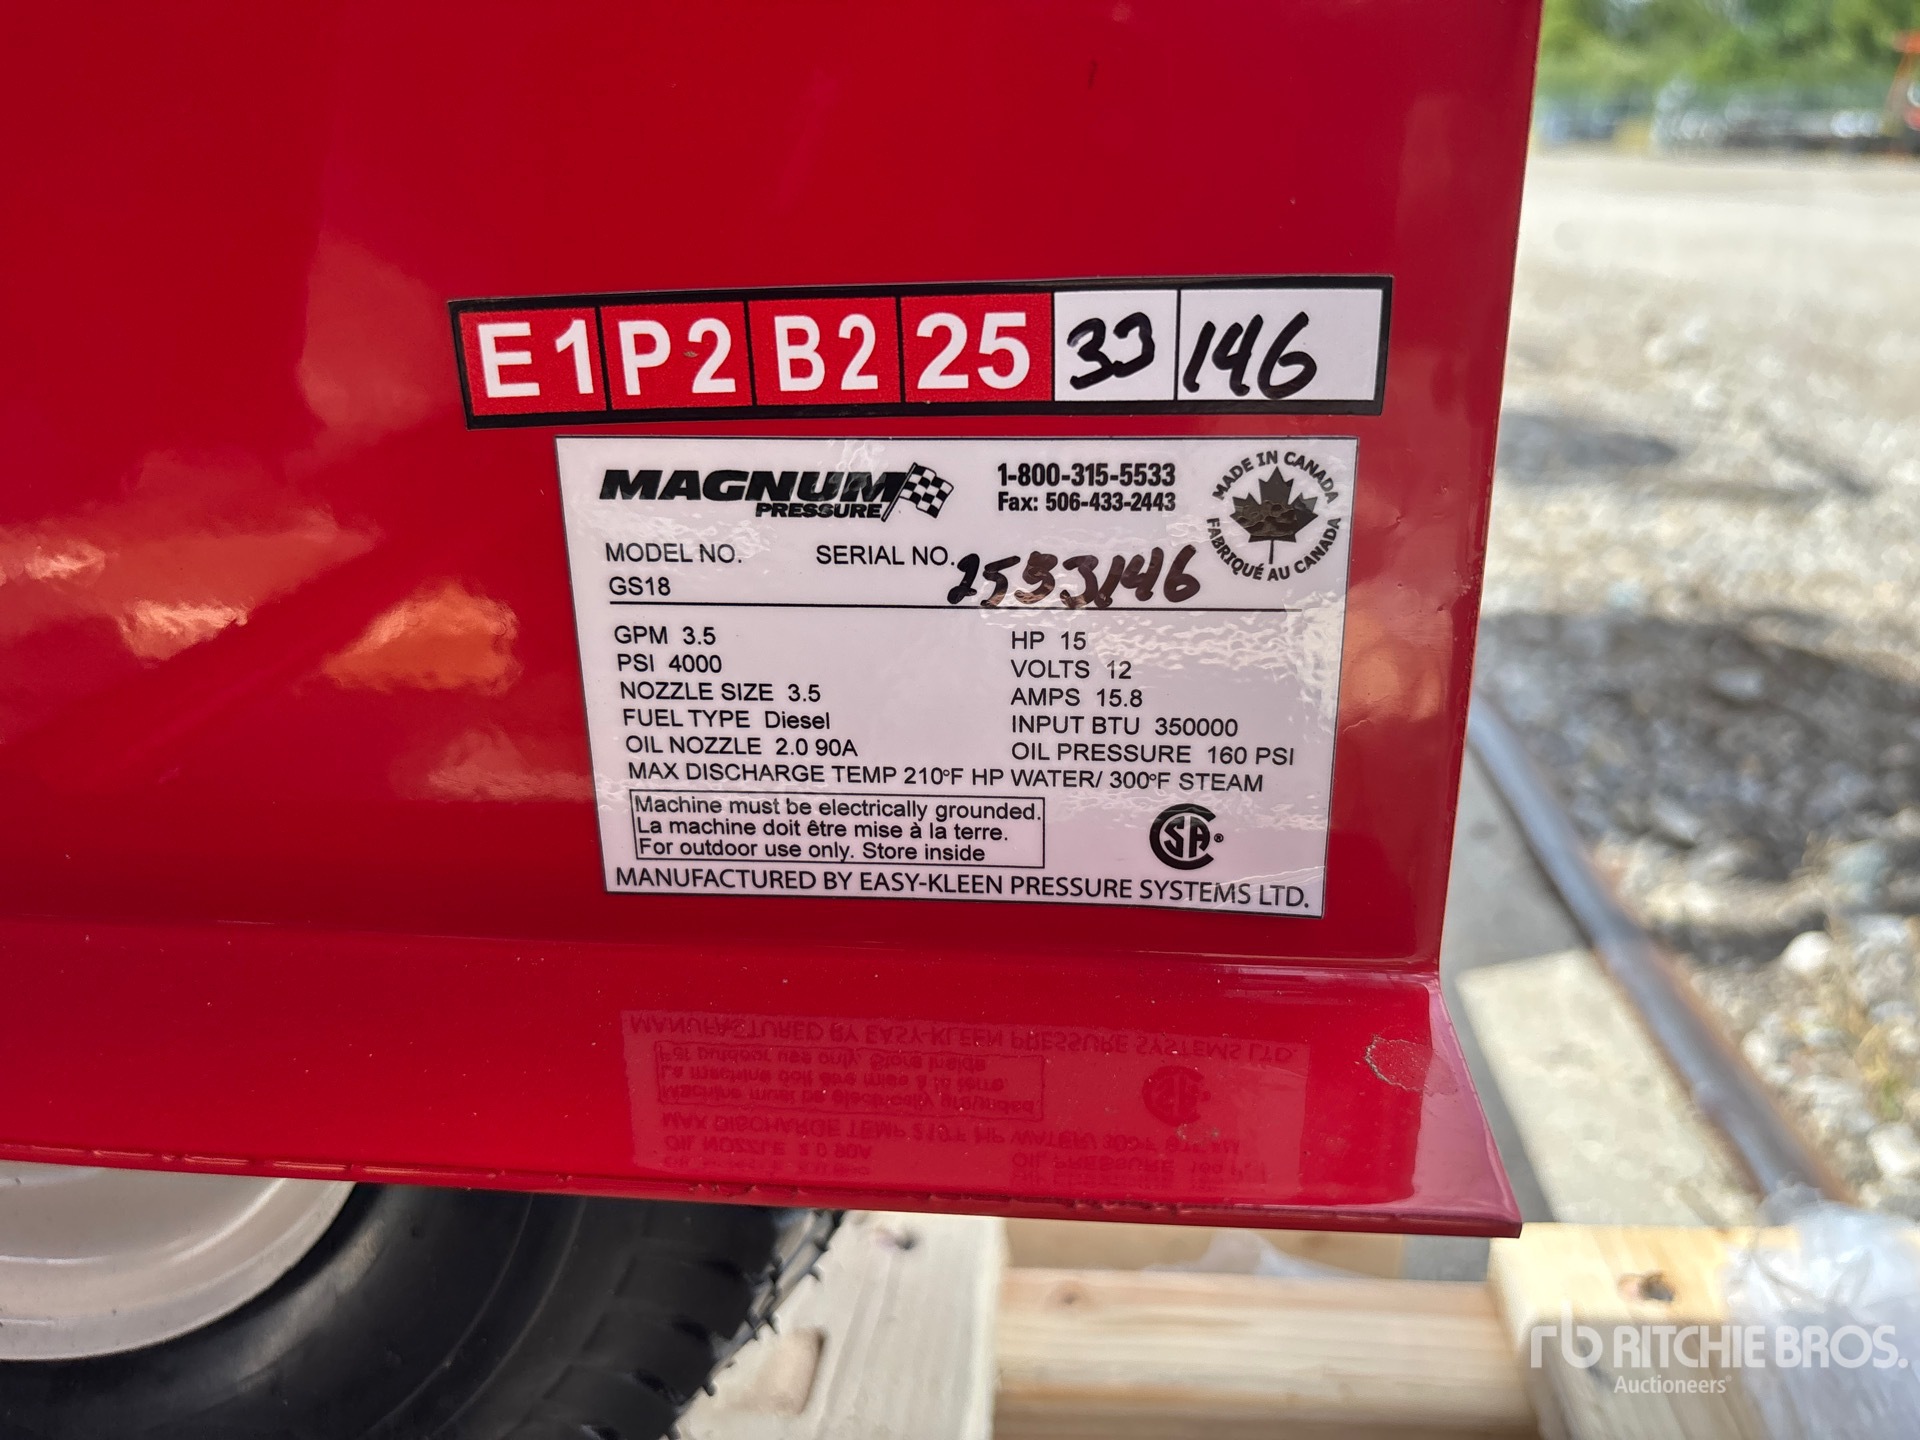 E1 P2 B2 25 33 146
MAGNUM
PRESSURE
1-800-315-5533
Fax: 506-433-2443
MADE IN CANADA
FABRIQUÉ AU CANADA
MODEL NO. SERIAL NO. 2533146
GS18
GPM 3.5 HP 15
PSI 4000 VOLTS 12
NOZZLE SIZE 3.5 AMPS 15.8
FUEL TYPE Diesel INPUT BTU 350000
OIL NOZZLE 2.0 90A OIL PRESSURE 160 PSI
MAX DISCHARGE TEMP 210°F HP WATER/ 300°F STEAM
Machine must be electrically grounded.
La machine doit être mise à la terre.
For outdoor use only. Store inside
CSA®
MANUFACTURED BY EASY-KLEEN PRESSURE SYSTEMS LTD.
rb RITCHIE BROS.
Auctioneers